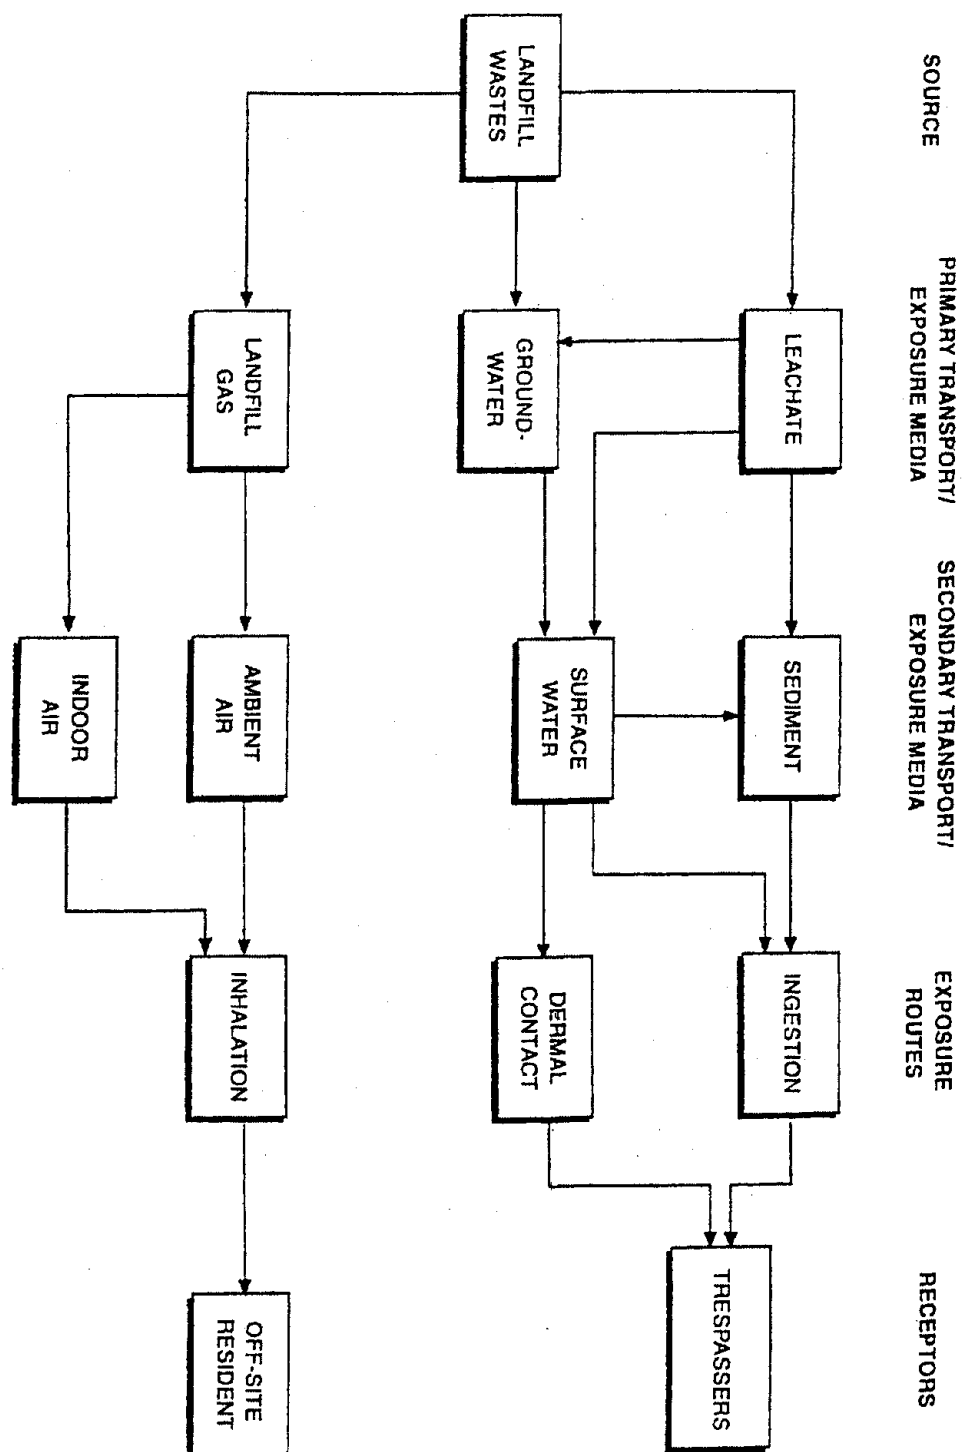 SOURCE
PRIMARY TRANSPORT/
EXPOSURE MEDIA
SECONDARY TRANSPORT/
EXPOSURE MEDIA
EXPOSURE
ROUTES
RECEPTORS
LEACHATE
SEDIMENT
INGESTION
TRESPASSERS
LANDFILL
WASTES
GROUND-
WATER
SURFACE
WATER
DERMAL
CONTACT
LANDFILL
GAS
AMBIENT
AIR
INHALATION
OFF-SITE
RESIDENT
INDOOR
AIR